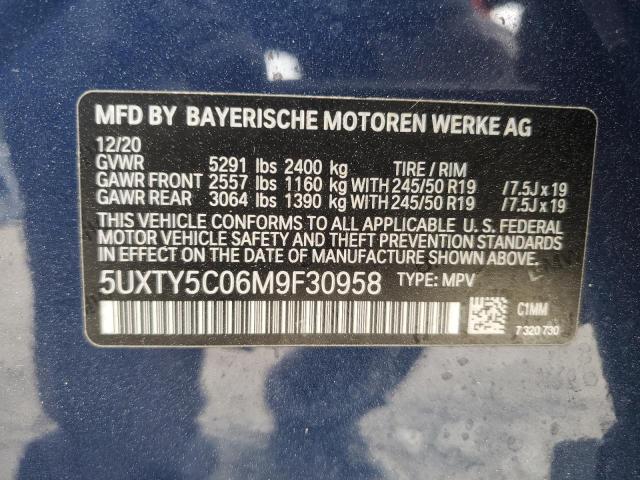 MFD BY BAYERISCHE MOTOREN WERKE AG
12/20
GVWR 5291 lbs 2400 kg TIRE / RIM
GAWR FRONT 2557 lbs 1160 kg WITH 245/50 R19 /7.5J x 19
GAWR REAR 3064 lbs 1390 kg WITH 245/50 R19 /7.5J x 19
THIS VEHICLE CONFORMS TO ALL APPLICABLE U. S. FEDERAL
MOTOR VEHICLE SAFETY AND THEFT PREVENTION STANDARDS
IN EFFECT ON THE DATE OF MANUFACTURE SHOWN ABOVE.
5UXTY5C06M9F30958 TYPE: MPV
C1MM
7 320 730